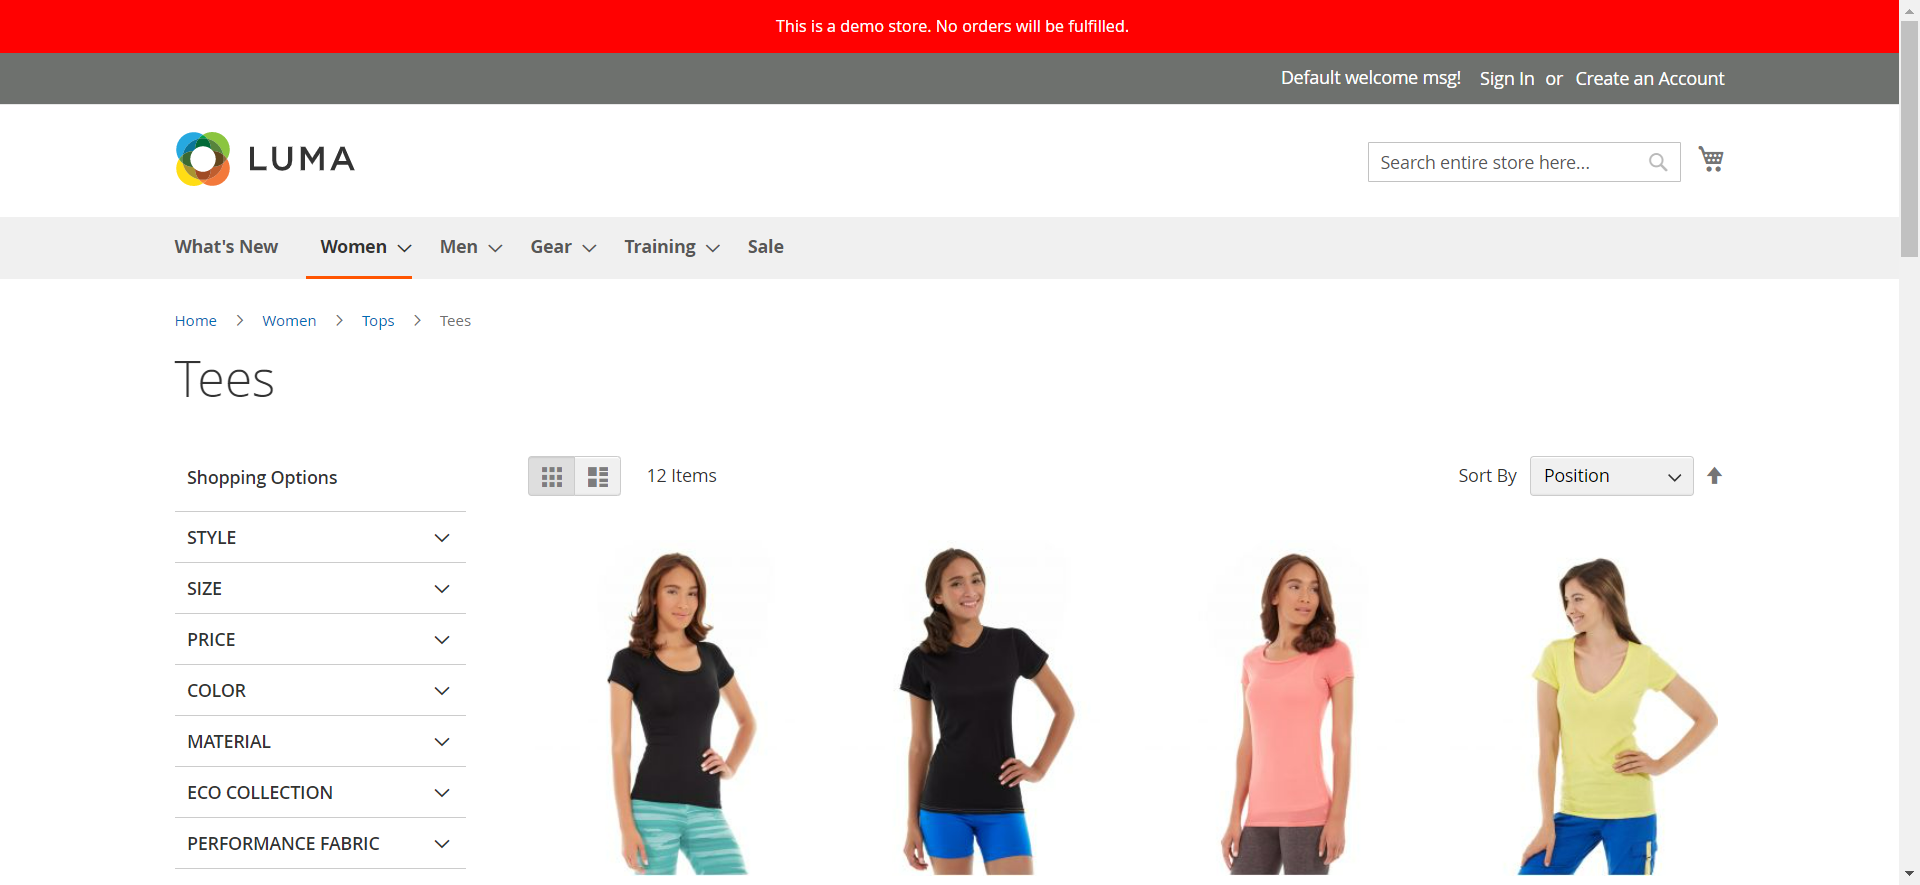 This is a demo store. No orders will be fulfilled.
Default welcome msg! Sign In or Create an Account
LUMA
Search entire store here...
What's New Women Men Gear Training Sale
Home Women Tops Tees
Tees
Shopping Options
12 Items
Sort By Position
STYLE
SIZE
PRICE
COLOR
MATERIAL
ECO COLLECTION
PERFORMANCE FABRIC